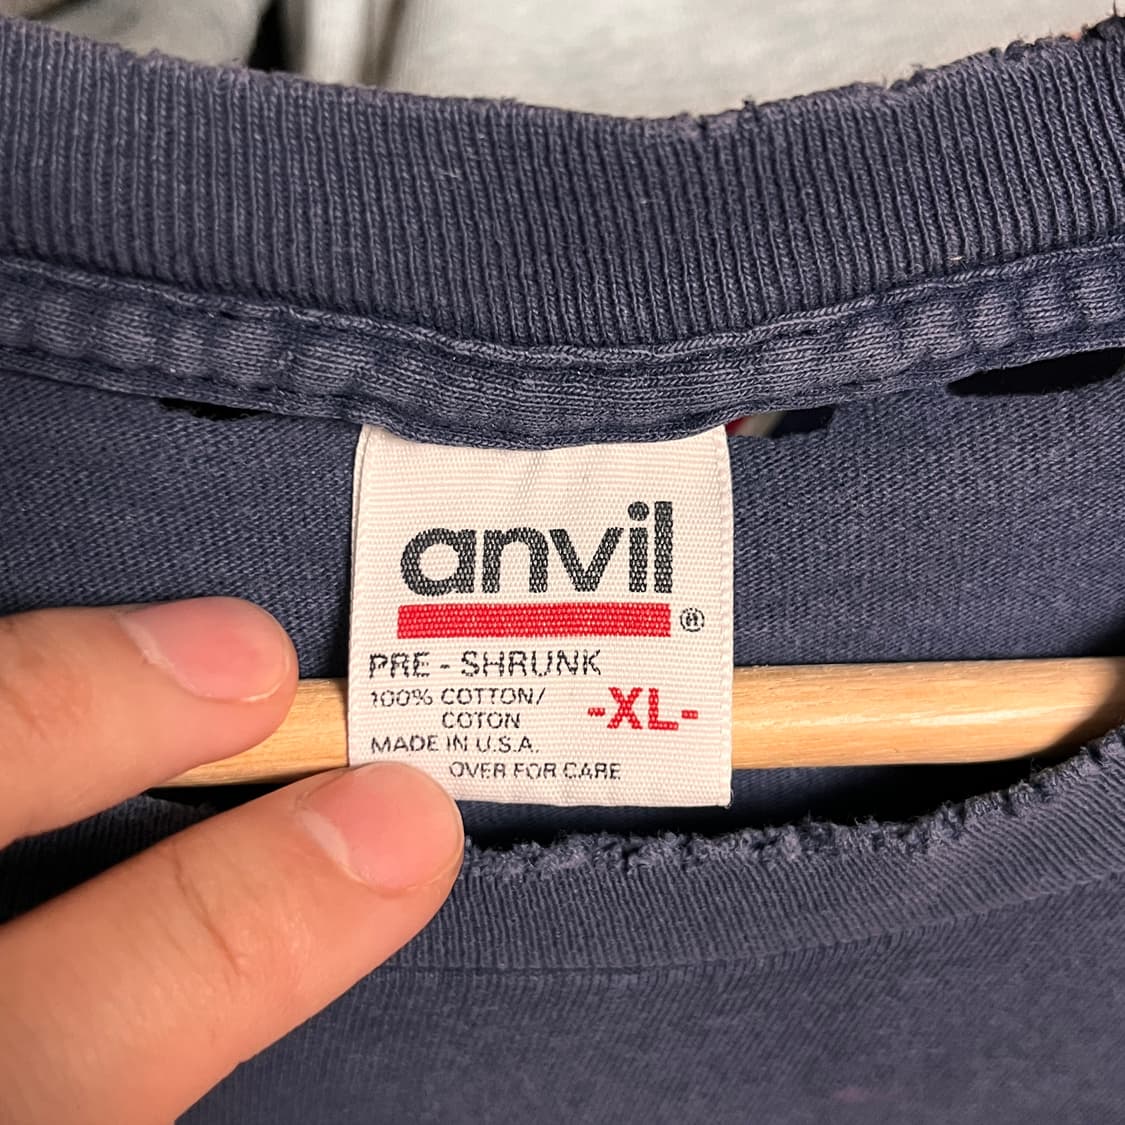 anvil®
PRE - SHRUNK
100% COTTON/
COTON
-XL-
MADE IN U.S.A.
OVER FOR CARE